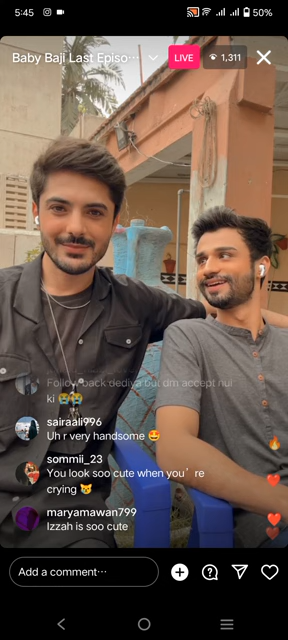 5:45
50%
Baby Baji Last Episo···
LIVE
1,311
Follow back dediya but dm accept nai
ki 😭😭
sairaali996
Uh r very handsome 🤩
sommii_23
You look soo cute when you’re
crying 😿
maryamawan799
Izzah is soo cute
Add a comment···